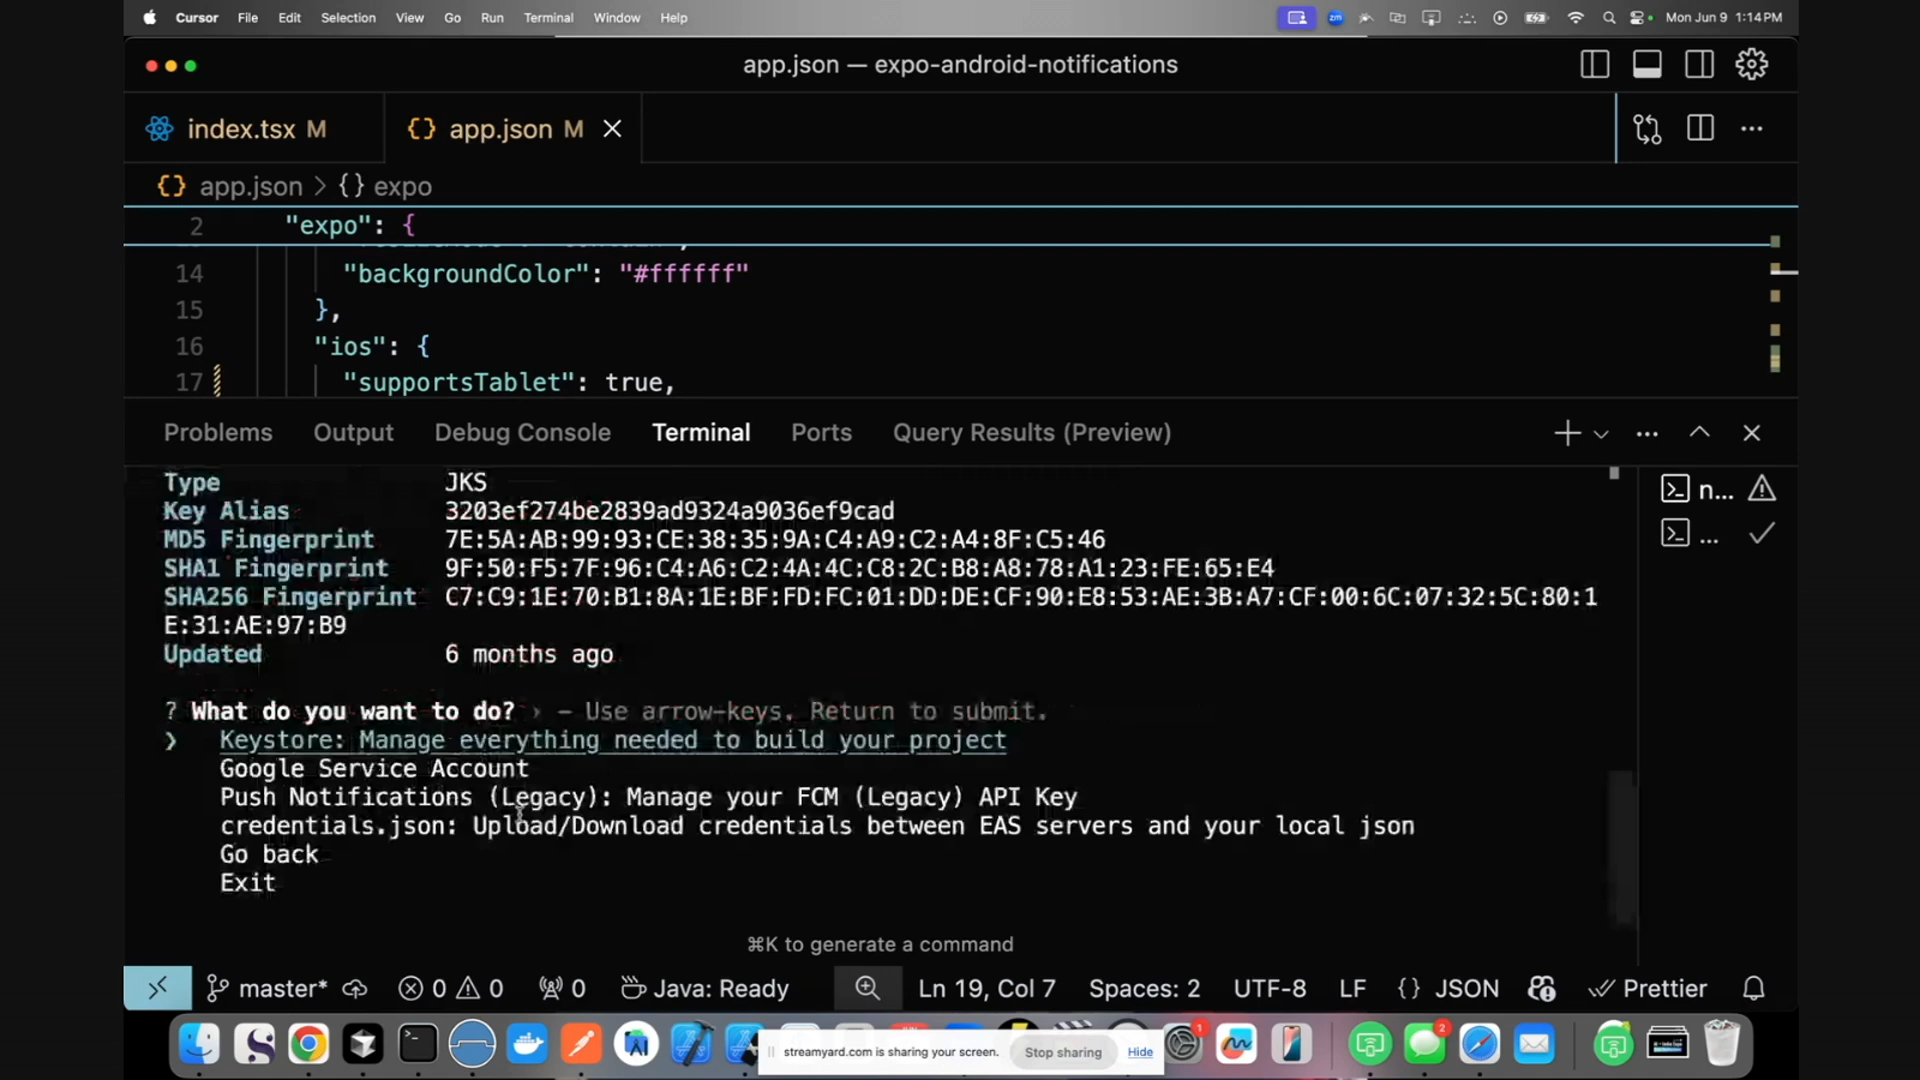 Cursor File Edit Selection View Go Run Terminal Window Help zm Mon Jun 9 1:14 PM
app.json — expo-android-notifications
index.tsx M {} app.json M
{} app.json > {} expo
2 "expo": {
14 "backgroundColor": "#ffffff"
15 },
16 "ios": {
17 "supportsTablet": true,
Problems Output Debug Console Terminal Ports Query Results (Preview)
Type JKS
Key Alias 3203ef274be2839ad9324a9036ef9cad
MD5 Fingerprint 7E:5A:AB:99:93:CE:38:35:9A:C4:A9:C2:A4:8F:C5:46
SHA1 Fingerprint 9F:50:F5:7F:96:C4:A6:C2:4A:4C:C8:2C:B8:A8:78:A1:23:FE:65:E4
SHA256 Fingerprint C7:C9:1E:70:B1:8A:1E:BF:FD:FC:01:DD:DE:CF:90:E8:53:AE:3B:A7:CF:00:6C:07:32:5C:80:1
E:31:AE:97:B9
Updated 6 months ago
n...
...
? What do you want to do? › – Use arrow-keys. Return to submit.
❯ Keystore: Manage everything needed to build your project
Google Service Account
Push Notifications (Legacy): Manage your FCM (Legacy) API Key
credentials.json: Upload/Download credentials between EAS servers and your local json
Go back
Exit
⌘K to generate a command
master* 0 0 0 Java: Ready Ln 19, Col 7 Spaces: 2 UTF-8 LF {} JSON Prettier
streamyard.com is sharing your screen. Stop sharing Hide
1
2